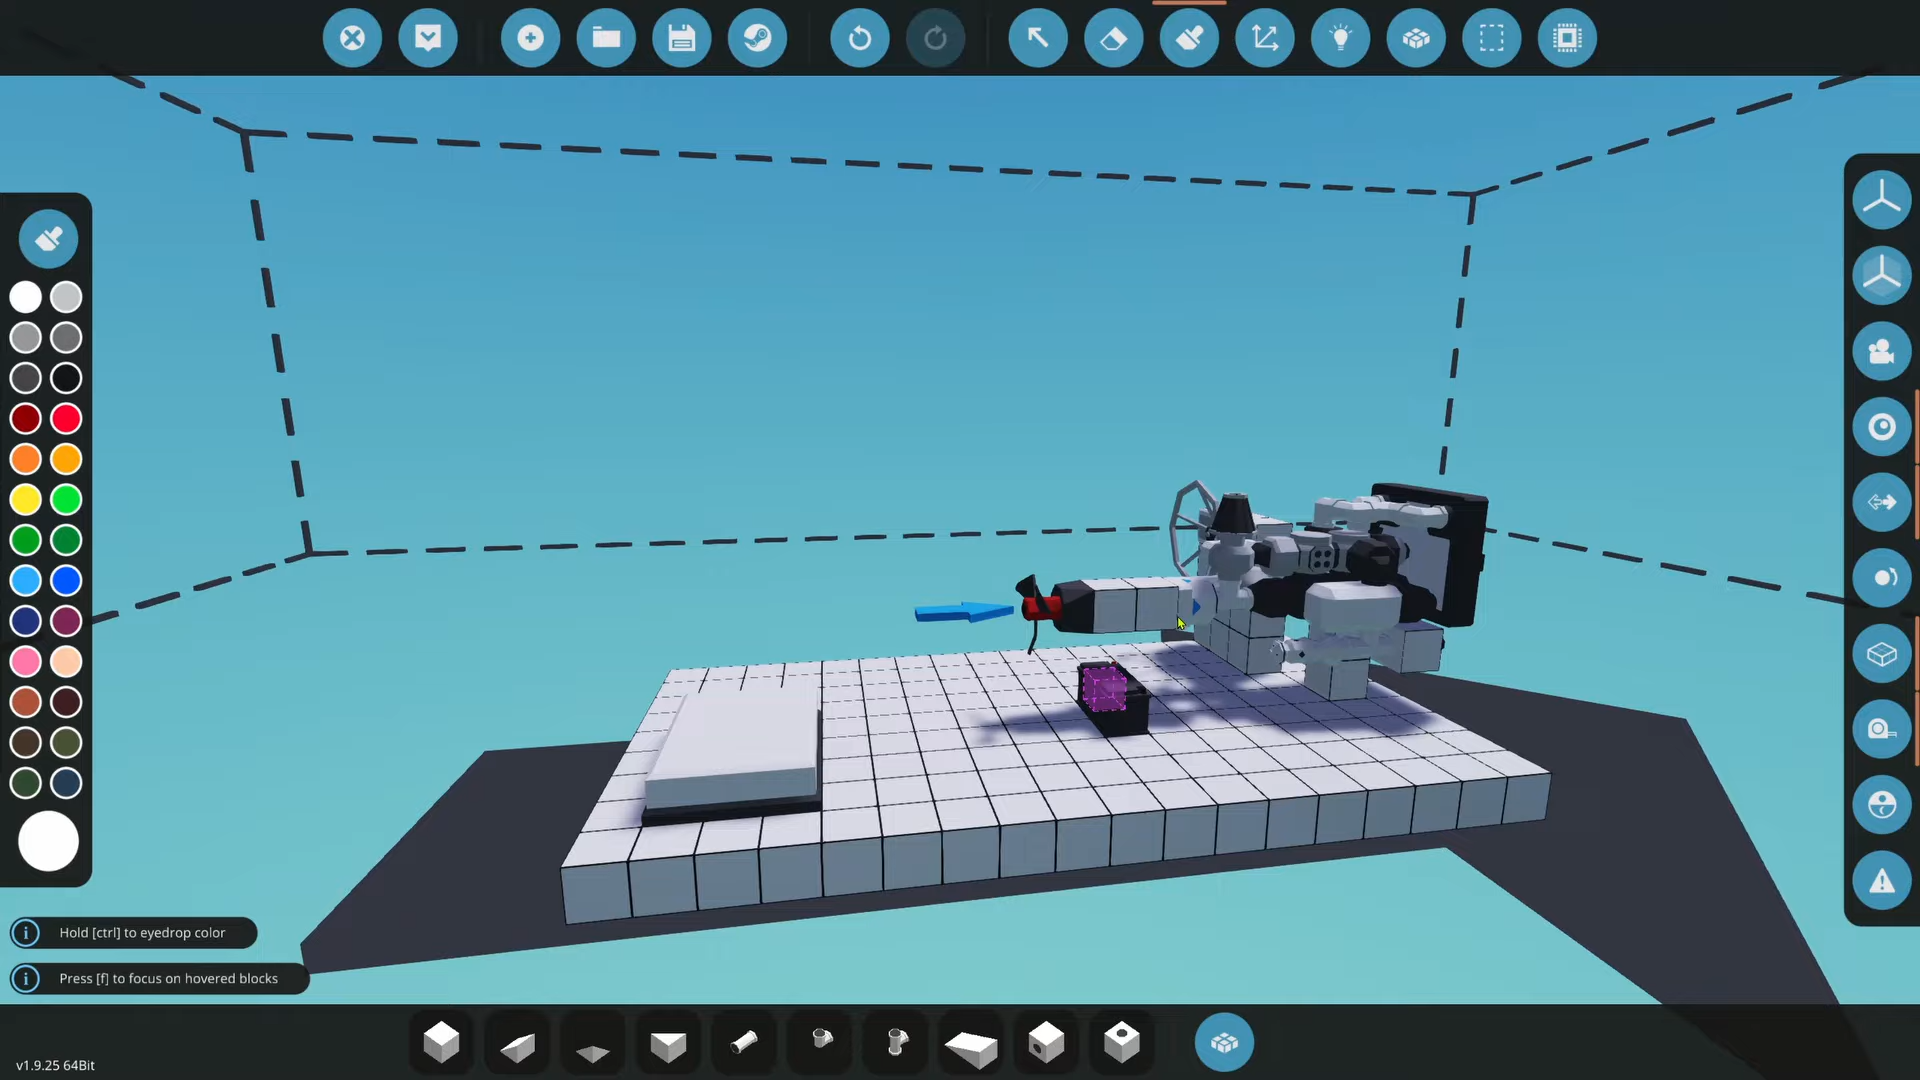 Hold [ctrl] to eyedrop color
Press [f] to focus on hovered blocks
v1.9.25 64Bit